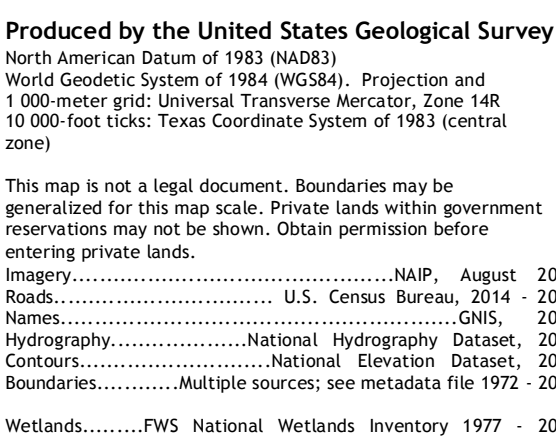 Produced by the United States Geological Survey
North American Datum of 1983 (NAD83)
World Geodetic System of 1984 (WGS84). Projection and
1 000-meter grid: Universal Transverse Mercator, Zone 14R
10 000-foot ticks: Texas Coordinate System of 1983 (central
zone)
This map is not a legal document. Boundaries may be
generalized for this map scale. Private lands within government
reservations may not be shown. Obtain permission before
entering private lands.
Imagery.............................................NAIP, August 20
Roads.............................. U.S. Census Bureau, 2014 - 20
Names.......................................................GNIS, 20
Hydrography...................National Hydrography Dataset, 20
Contours...........................National Elevation Dataset, 20
Boundaries............Multiple sources; see metadata file 1972 - 20
Wetlands.........FWS National Wetlands Inventory 1977 - 20